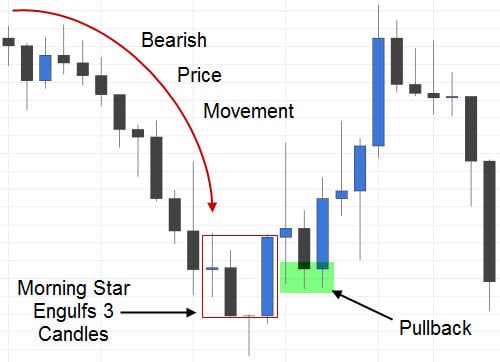 Bearish
Price
Movement
Morning Star
Engulfs 3
Candles
Pullback